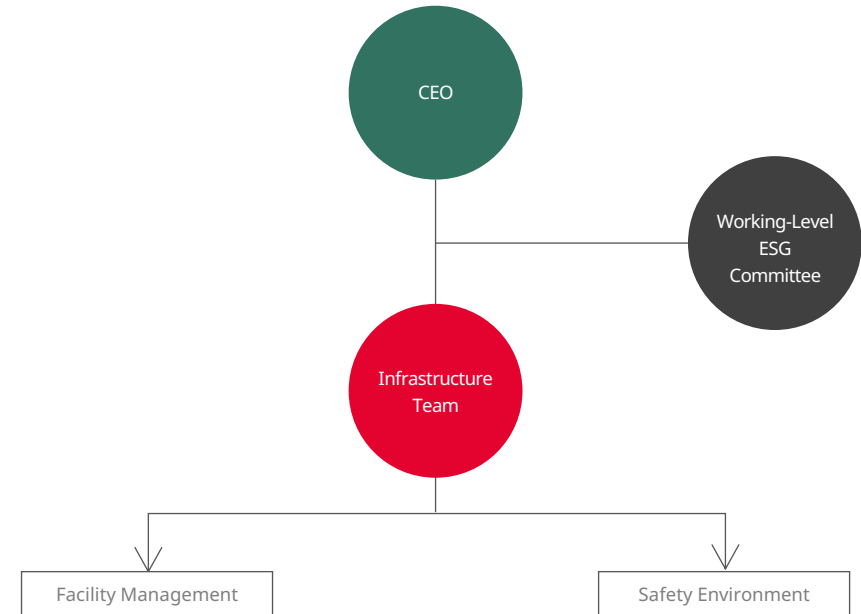 CEO
Working-Level
ESG
Committee
Infrastructure
Team
Facility Management
Safety Environment